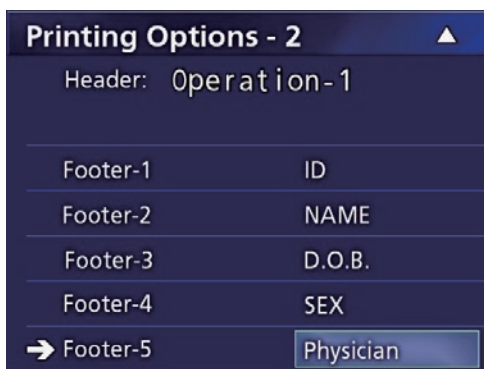 Printing Options - 2
Header: Operation-1
Footer-1 ID
Footer-2 NAME
Footer-3 D.O.B.
Footer-4 SEX
Footer-5 Physician